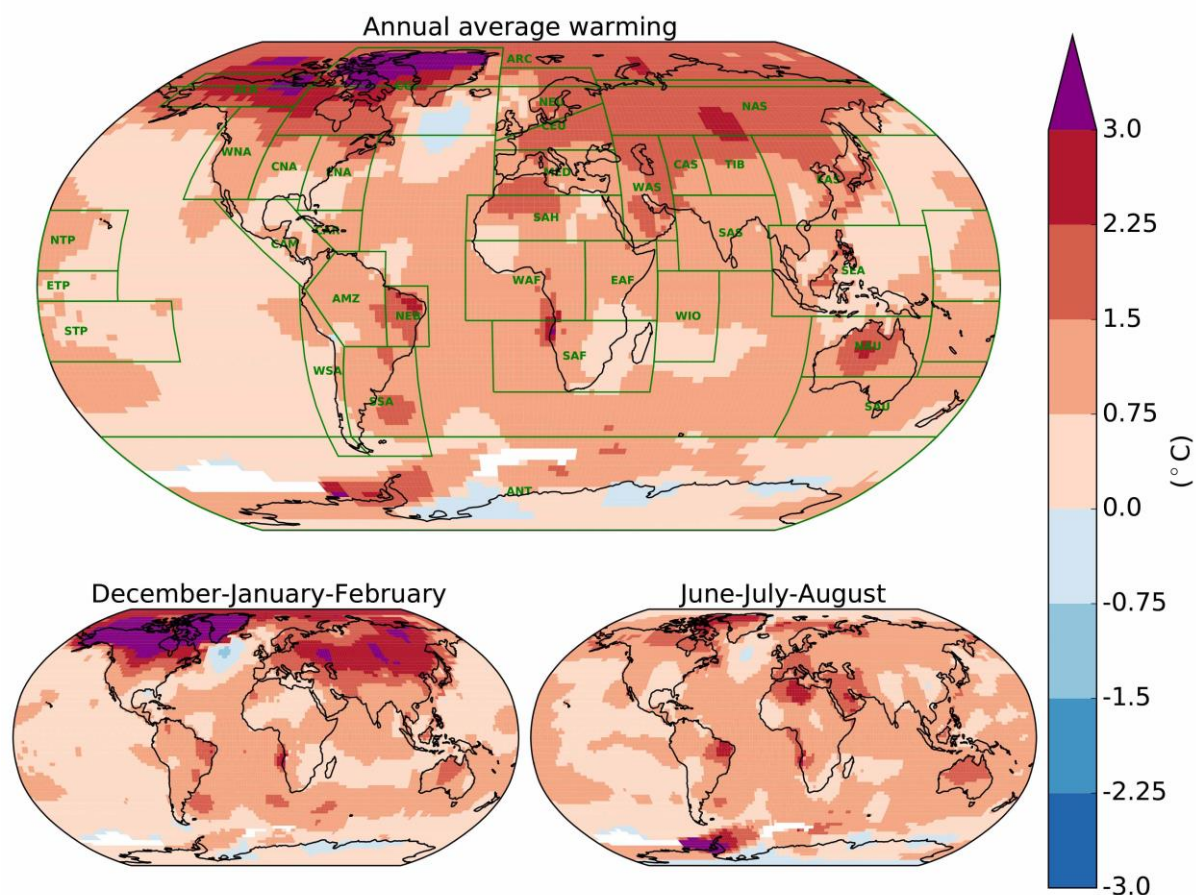 Annual average warming
ARC
ALA
CGI
NEU
NAS
CEU
WNA
CNA
ENA
MED
WAS
CAS
TIB
EAS
SAH
SAS
NTP
CAM
CAR
SEA
ETP
AMZ
NEB
WAF
EAF
STP
WIO
WSA
SAF
NAU
SSA
SAU
ANT
3.0
2.25
1.5
0.75
0.0
-0.75
-1.5
-2.25
-3.0
(°C)
December-January-February
June-July-August